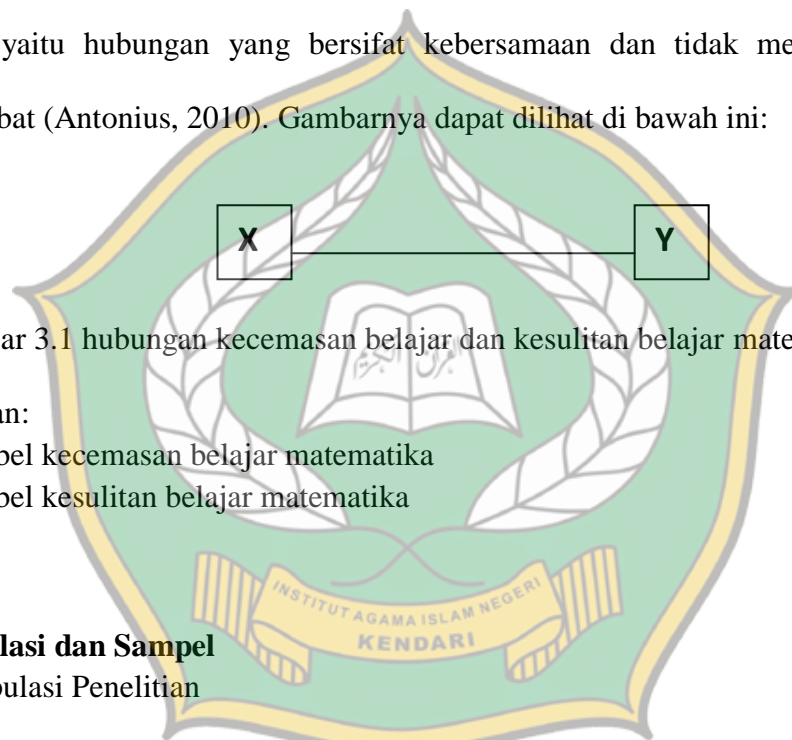 yaitu hubungan yang bersifat kebersamaan dan tidak me
bat (Antonius, 2010). Gambarnya dapat dilihat di bawah ini:
X Y
ar 3.1 hubungan kecemasan belajar dan kesulitan belajar mate
القرآن الكريم
an:
bel kecemasan belajar matematika
bel kesulitan belajar matematika
INSTITUT AGAMA ISLAM NEGERI
KENDARI
lasi dan Sampel
pulasi Penelitian